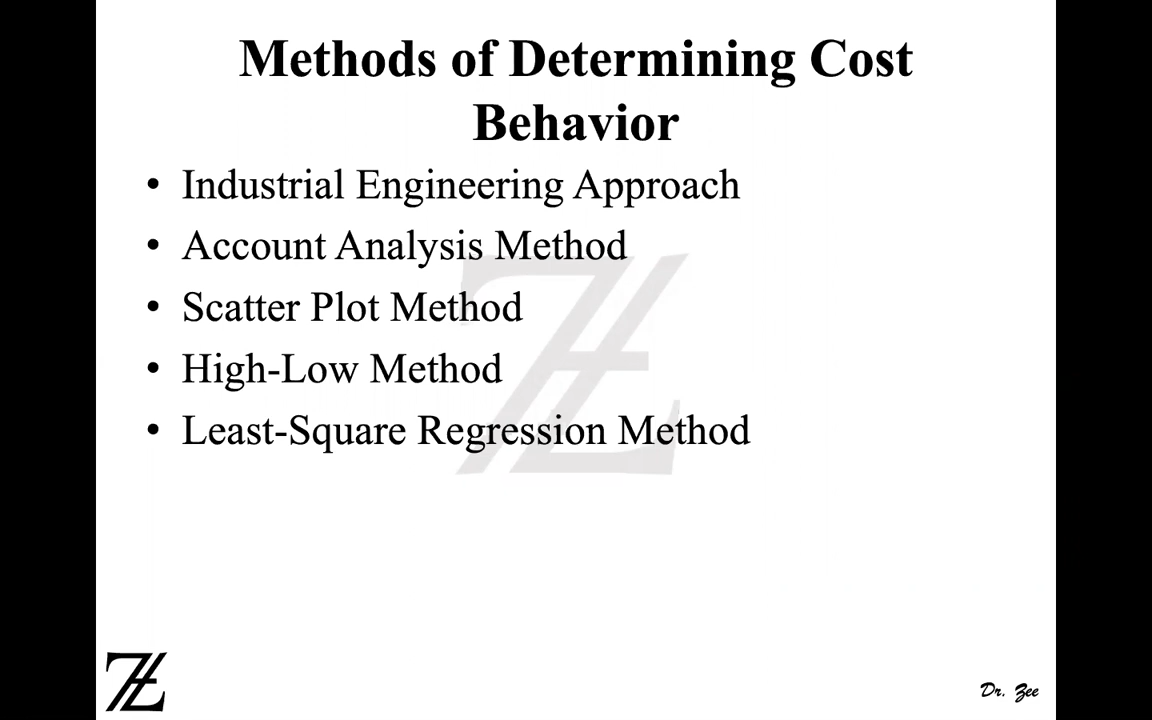 Methods of Determining Cost
Behavior
• Industrial Engineering Approach
• Account Analysis Method
• Scatter Plot Method
• High-Low Method
• Least-Square Regression Method
Dr. Zee